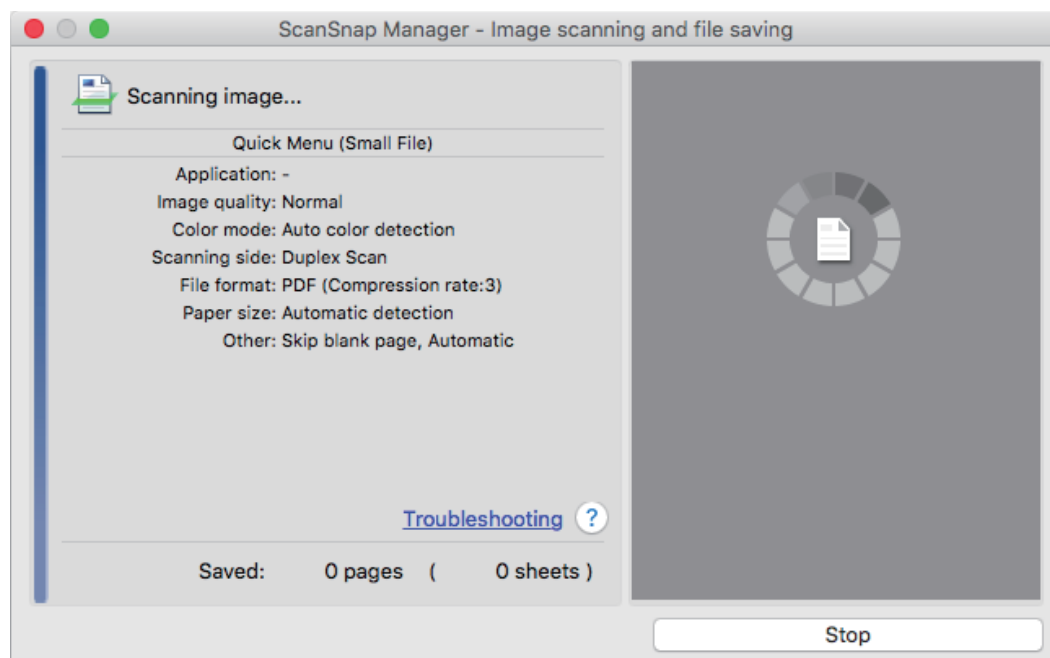 ScanSnap Manager - Image scanning and file saving
Scanning image...
Quick Menu (Small File)
Application: -
Image quality: Normal
Color mode: Auto color detection
Scanning side: Duplex Scan
File format: PDF (Compression rate:3)
Paper size: Automatic detection
Other: Skip blank page, Automatic
Troubleshooting ?
Saved: 0 pages ( 0 sheets )
Stop